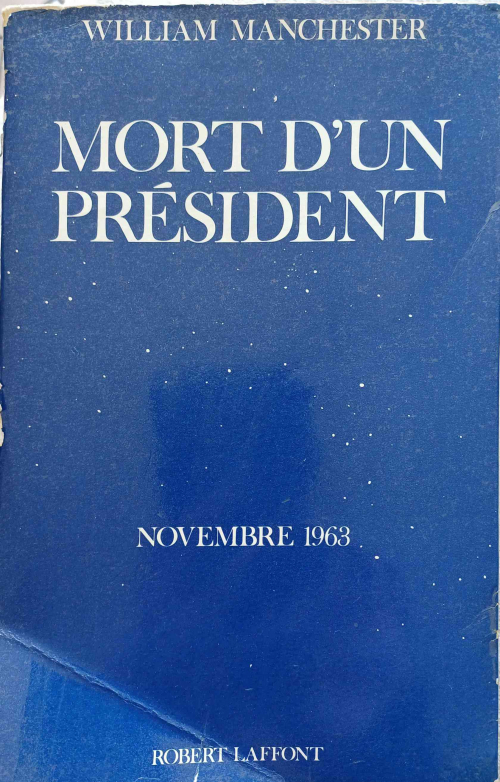 WILLIAM MANCHESTER
MORT D'UN
PRÉSIDENT
NOVEMBRE 1963
ROBERT LAFFONT